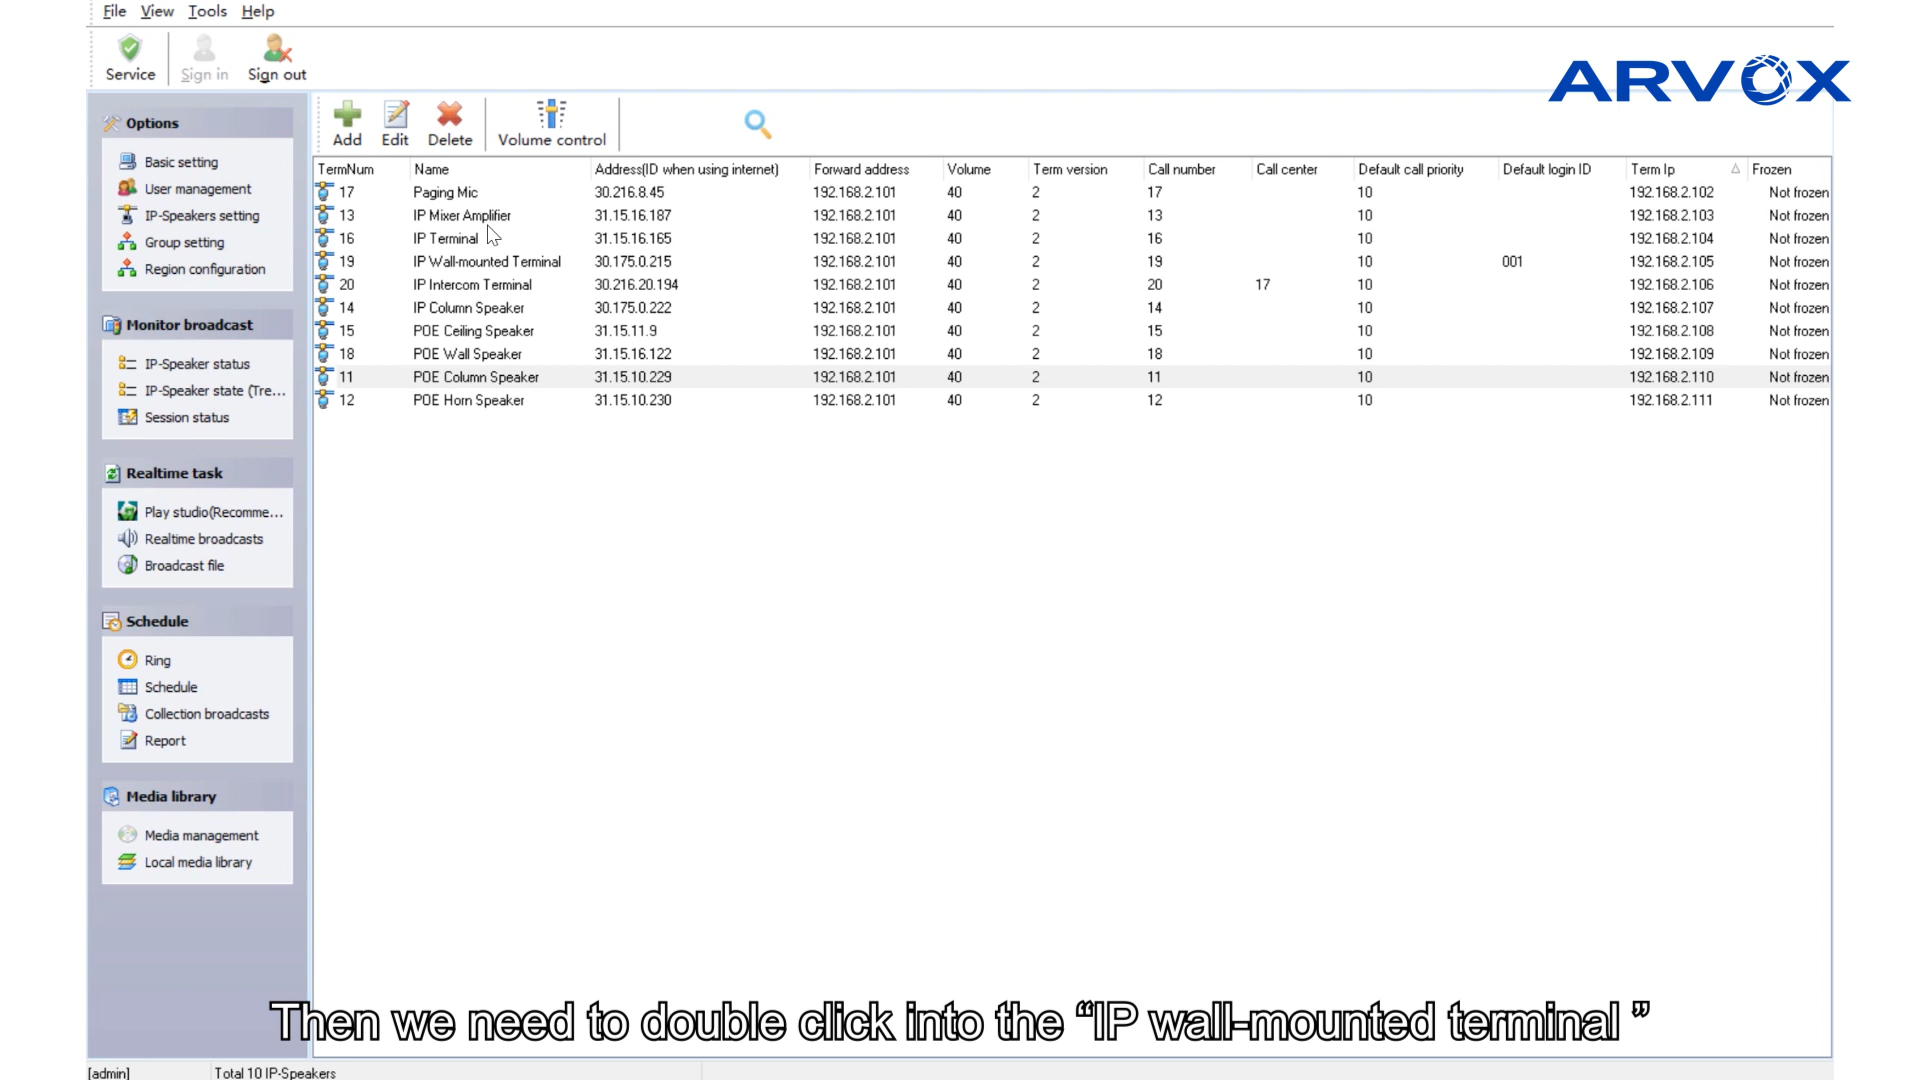 File View Tools Help
Service Sign in Sign out
ARVOX
Options
Basic setting
User management
IP-Speakers setting
Group setting
Region configuration
Monitor broadcast
IP-Speaker status
IP-Speaker state (Tre...
Session status
Realtime task
Play studio(Recomme...
Realtime broadcasts
Broadcast file
Schedule
Ring
Schedule
Collection broadcasts
Report
Media library
Media management
Local media library
Add Edit Delete Volume control
TermNum Name Address(ID when using internet) Forward address Volume Term version Call number Call center Default call priority Default login ID Term Ip Frozen
17 Paging Mic 30.216.8.45 192.168.2.101 40 2 17 10 192.168.2.102 Not frozen
13 IP Mixer Amplifier 31.15.16.187 192.168.2.101 40 2 13 10 192.168.2.103 Not frozen
16 IP Terminal 31.15.16.165 192.168.2.101 40 2 16 10 192.168.2.104 Not frozen
19 IP Wall-mounted Terminal 30.175.0.215 192.168.2.101 40 2 19 10 001 192.168.2.105 Not frozen
20 IP Intercom Terminal 30.216.20.194 192.168.2.101 40 2 20 17 10 192.168.2.106 Not frozen
14 IP Column Speaker 30.175.0.222 192.168.2.101 40 2 14 10 192.168.2.107 Not frozen
15 POE Ceiling Speaker 31.15.11.9 192.168.2.101 40 2 15 10 192.168.2.108 Not frozen
18 POE Wall Speaker 31.15.16.122 192.168.2.101 40 2 18 10 192.168.2.109 Not frozen
11 POE Column Speaker 31.15.10.229 192.168.2.101 40 2 11 10 192.168.2.110 Not frozen
12 POE Horn Speaker 31.15.10.230 192.168.2.101 40 2 12 10 192.168.2.111 Not frozen
Then we need to double click into the “IP wall-mounted terminal ”
[admin] Total 10 IP-Speakers